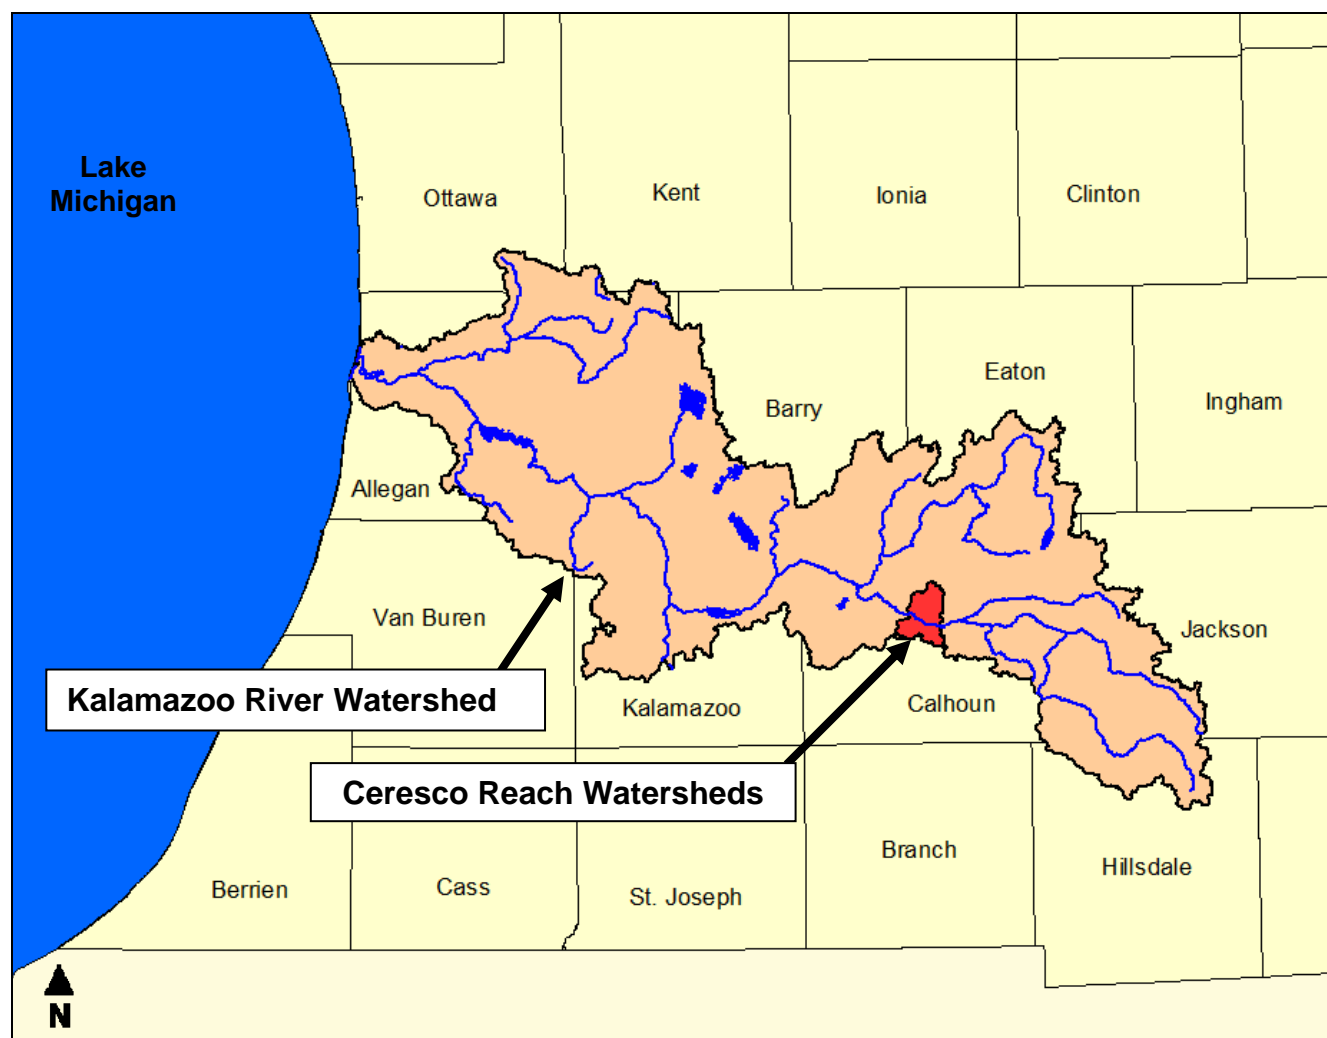 Lake
Michigan
Ottawa
Kent
Ionia
Clinton
Eaton
Barry
Ingham
Allegan
Van Buren
Jackson
Kalamazoo River Watershed
Kalamazoo
Calhoun
Ceresco Reach Watersheds
Branch
Hillsdale
Berrien
Cass
St. Joseph
N